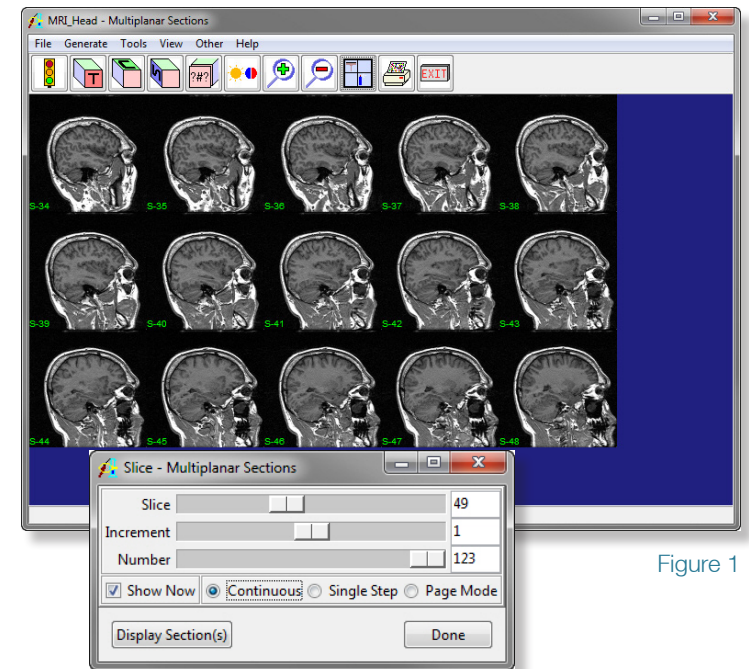 MRI_Head - Multiplanar Sections
File Generate Tools View Other Help
T ?#? EXIT
S-34 S-35 S-36 S-37 S-38
S-39 S-40 S-41 S-42 S-43
S-44 S-45 S-46 S-47 S-48
Slice - Multiplanar Sections
Slice 49
Increment 1
Number 123
Show Now Continuous Single Step Page Mode
Display Section(s) Done
Figure 1